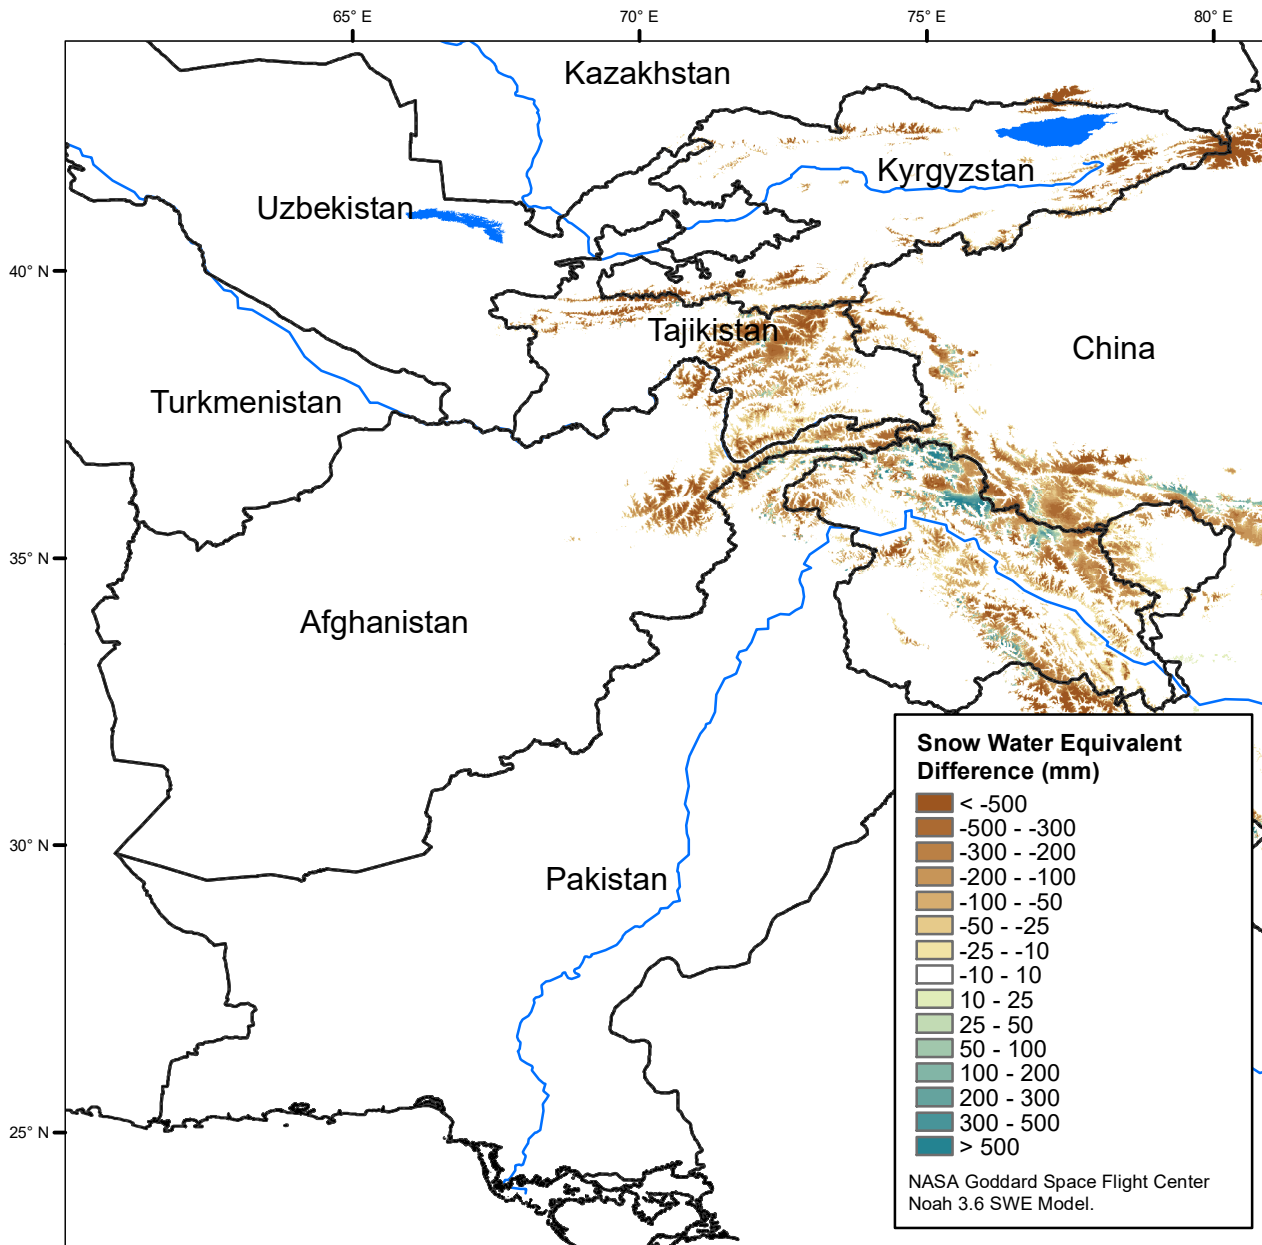 65° E
70° E
75° E
80° E
Kazakhstan
Kyrgyzstan
Uzbekistan
40° N
Tajikistan
China
Turkmenistan
35° N
Afghanistan
30° N
Pakistan
25° N
Snow Water Equivalent
Difference (mm)
< -500
-500 - -300
-300 - -200
-200 - -100
-100 - -50
-50 - -25
-25 - -10
-10 - 10
10 - 25
25 - 50
50 - 100
100 - 200
200 - 300
300 - 500
> 500
NASA Goddard Space Flight Center
Noah 3.6 SWE Model.